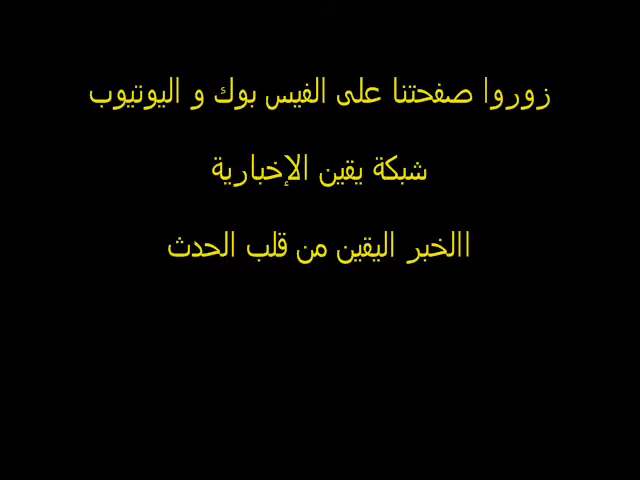 زوروا صفحتنا على الفيس بوك و اليوتيوب
شبكة يقين الإخبارية
االخبر اليقين من قلب الحدث